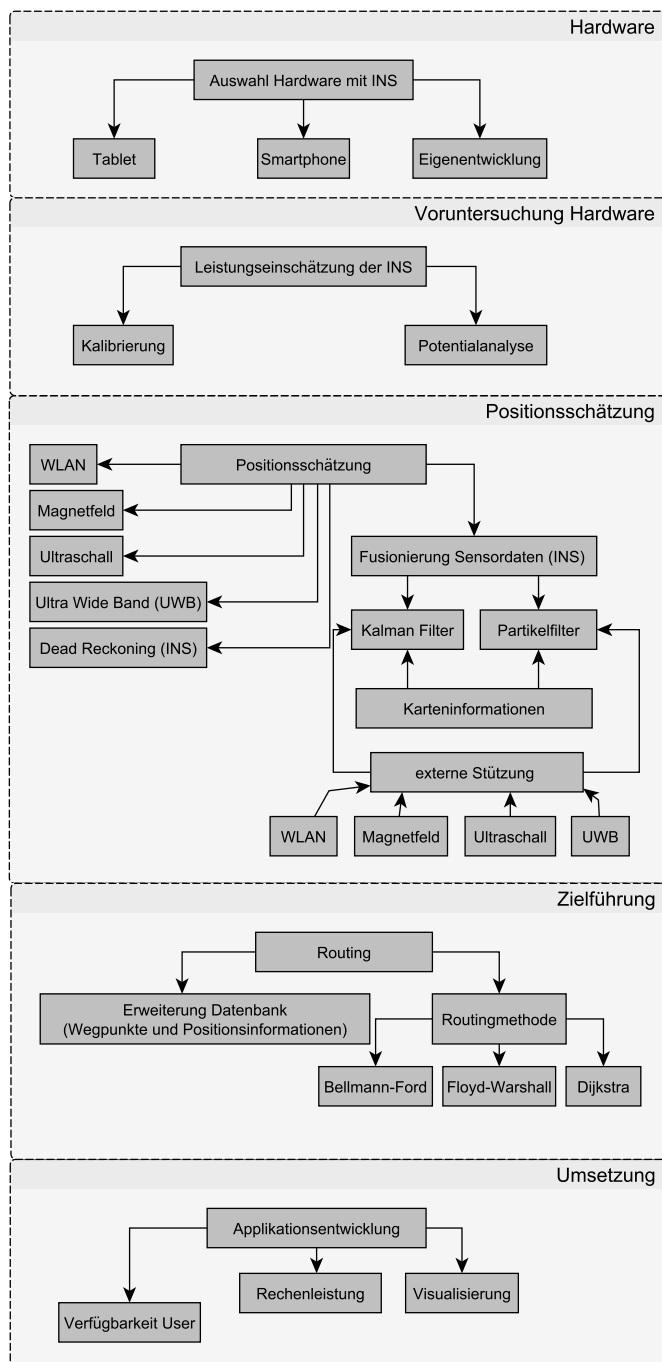 Hardware
Auswahl Hardware mit INS
Tablet
Smartphone
Eigenentwicklung
Voruntersuchung Hardware
Leistungseinschätzung der INS
Kalibrierung
Potentialanalyse
Positionsschätzung
WLAN
Positionsschätzung
Magnetfeld
Ultraschall
Fusionierung Sensordaten (INS)
Ultra Wide Band (UWB)
Kalman Filter
Partikelfilter
Dead Reckoning (INS)
Karteninformationen
externe Stützung
WLAN
Magnetfeld
Ultraschall
UWB
Zielführung
Routing
Erweiterung Datenbank
(Wegpunkte und Positionsinformationen)
Routingmethode
Bellmann-Ford
Floyd-Warshall
Dijkstra
Umsetzung
Applikationsentwicklung
Rechenleistung
Visualisierung
Verfügbarkeit User